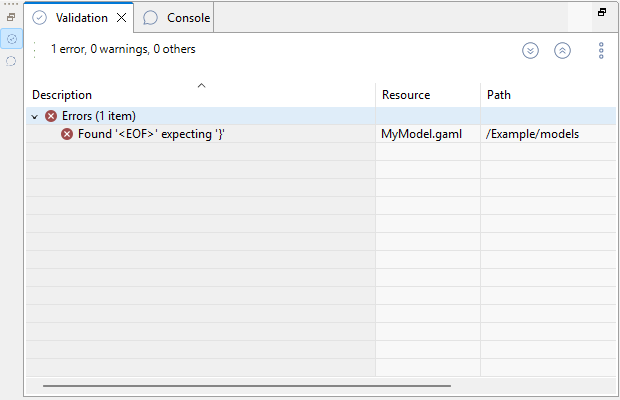 Validation Console
1 error, 0 warnings, 0 others
Description Resource Path
Errors (1 item)
Found '<EOF>' expecting '}' MyModel.gaml /Example/models